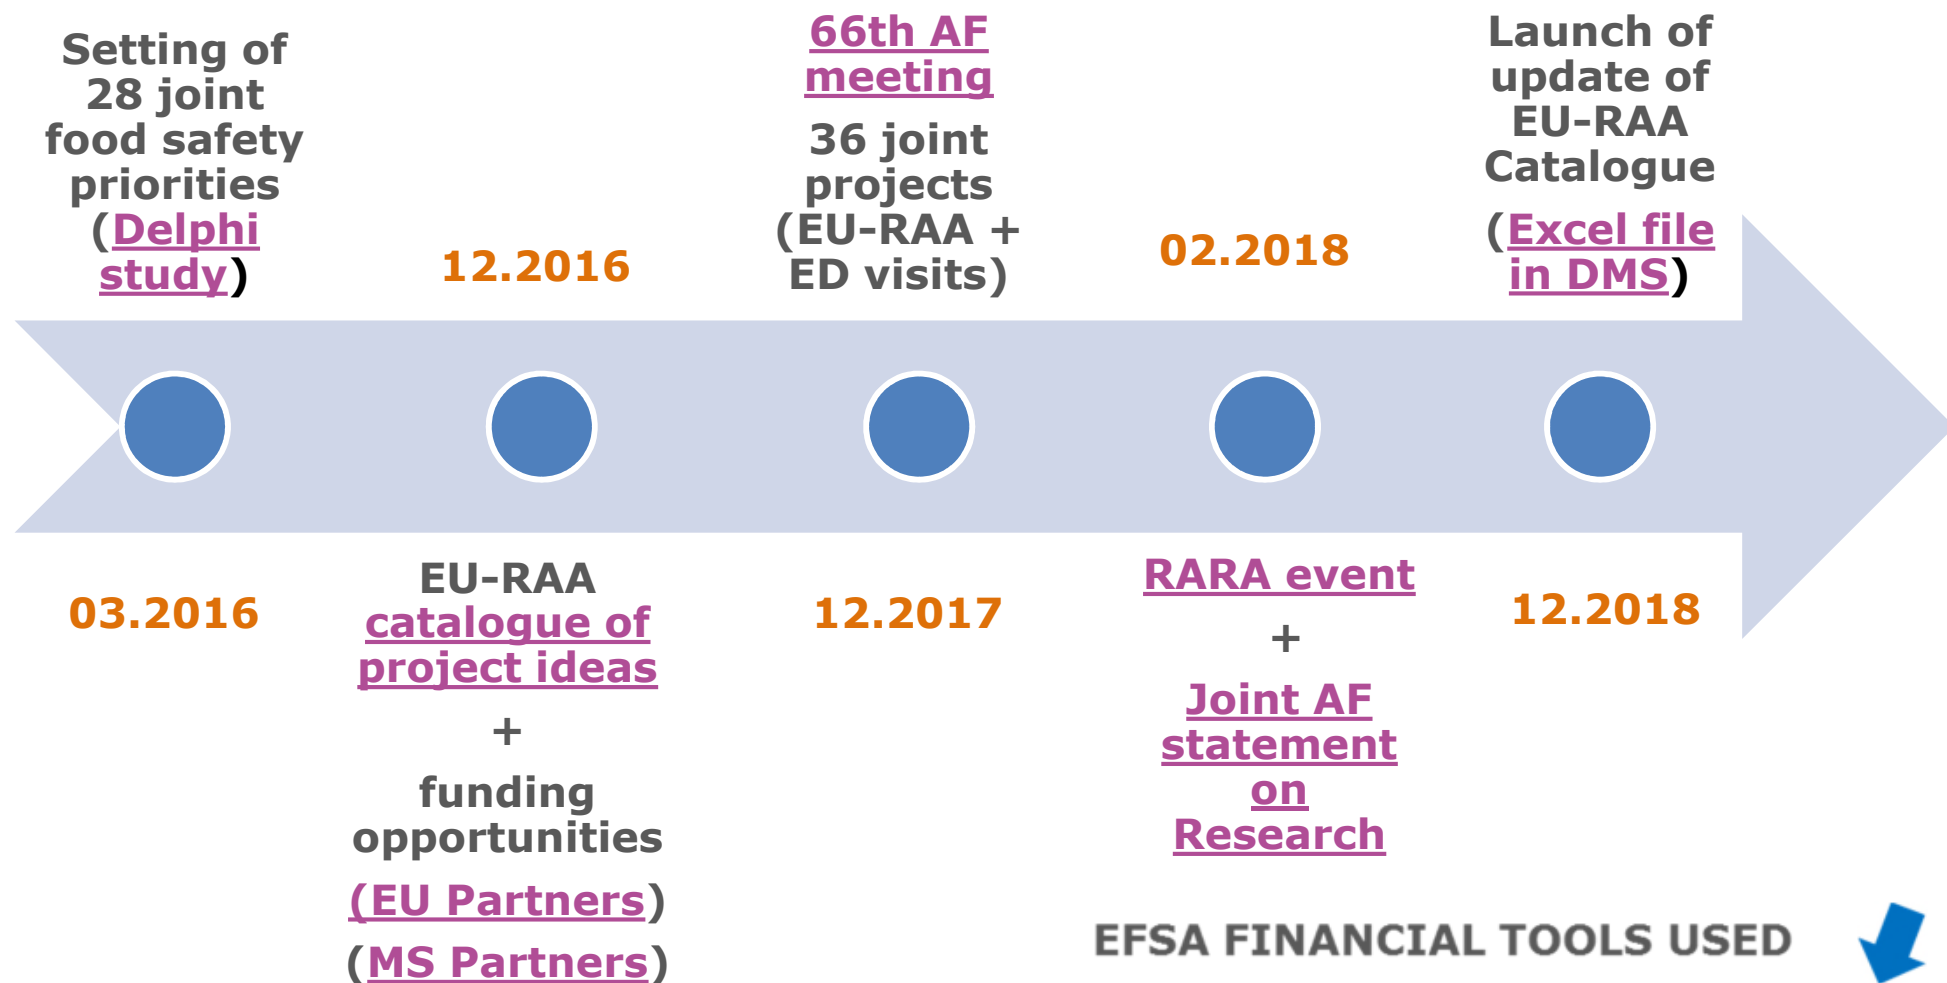 Setting of
28 joint
food safety
priorities
(Delphi
study)
03.2016
12.2016
EU-RAA
catalogue of
project ideas
+
funding
opportunities
(EU Partners)
(MS Partners)
66th AF
meeting
36 joint
projects
(EU-RAA +
ED visits)
12.2017
02.2018
RARA event
+
Joint AF
statement
on
Research
Launch of
update of
EU-RAA
Catalogue
(Excel file
in DMS)
12.2018
EFSA FINANCIAL TOOLS USED